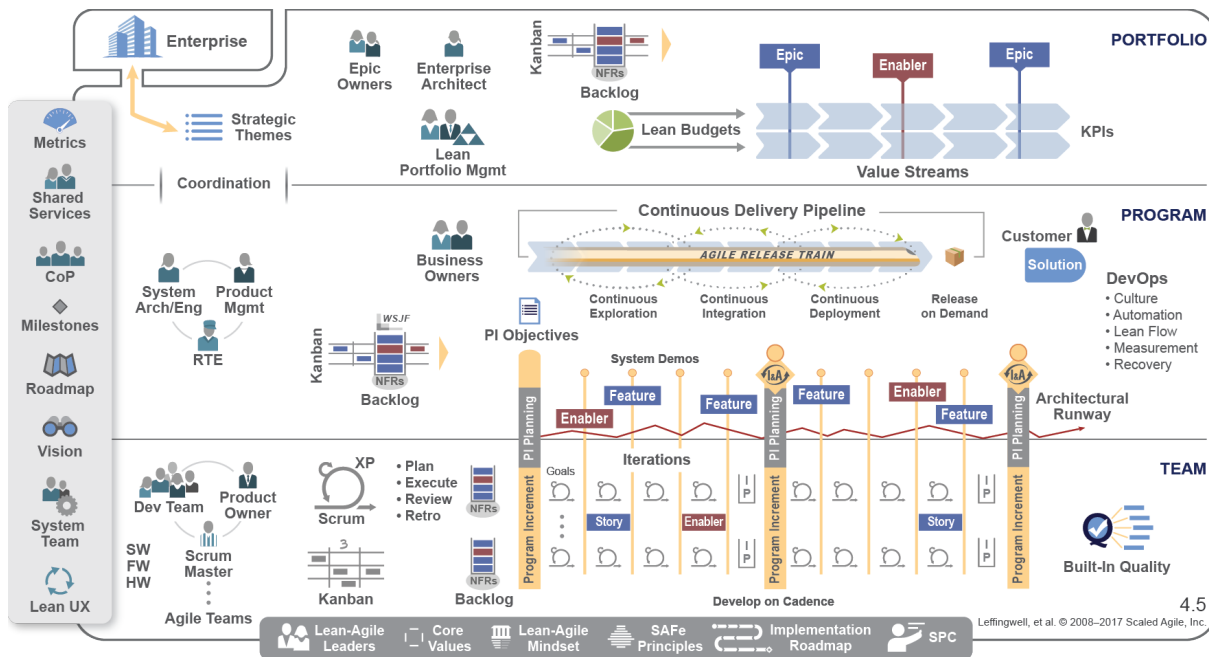 Enterprise
Strategic
Themes
Coordination
Epic
Owners
Enterprise
Architect
Lean
Portfolio Mgmt
Kanban
NFRs
Backlog
Lean Budgets
Epic
Enabler
Epic
KPIs
Value Streams
PORTFOLIO
Metrics
Shared
Services
CoP
Milestones
Roadmap
Vision
System
Team
Lean UX
System
Arch/Eng
Product
Mgmt
RTE
Business
Owners
Kanban
WSJF
NFRs
Backlog
Continuous Delivery Pipeline
AGILE RELEASE TRAIN
Continuous
Exploration
Continuous
Integration
Continuous
Deployment
Release
on Demand
Customer
Solution
PROGRAM
DevOps
• Culture
• Automation
• Lean Flow
• Measurement
• Recovery
PI Objectives
System Demos
Enabler
Feature
Feature
Feature
Enabler
Feature
I&A
I&A
PI Planning
PI Planning
PI Planning
Architectural
Runway
Dev Team
Product
Owner
Scrum
Master
SW
FW
HW
Agile Teams
XP
Scrum
• Plan
• Execute
• Review
• Retro
3
Kanban
NFRs
NFRs
Backlog
Program Increment
Program Increment
Program Increment
Iterations
Goals
Story
Enabler
Story
I
P
I
P
I
P
I
P
Develop on Cadence
TEAM
Built-In Quality
4.5
Leffingwell, et al. © 2008–2017 Scaled Agile, Inc.
Lean-Agile
Leaders
Core
Values
Lean-Agile
Mindset
SAFe
Principles
Implementation
Roadmap
SPC